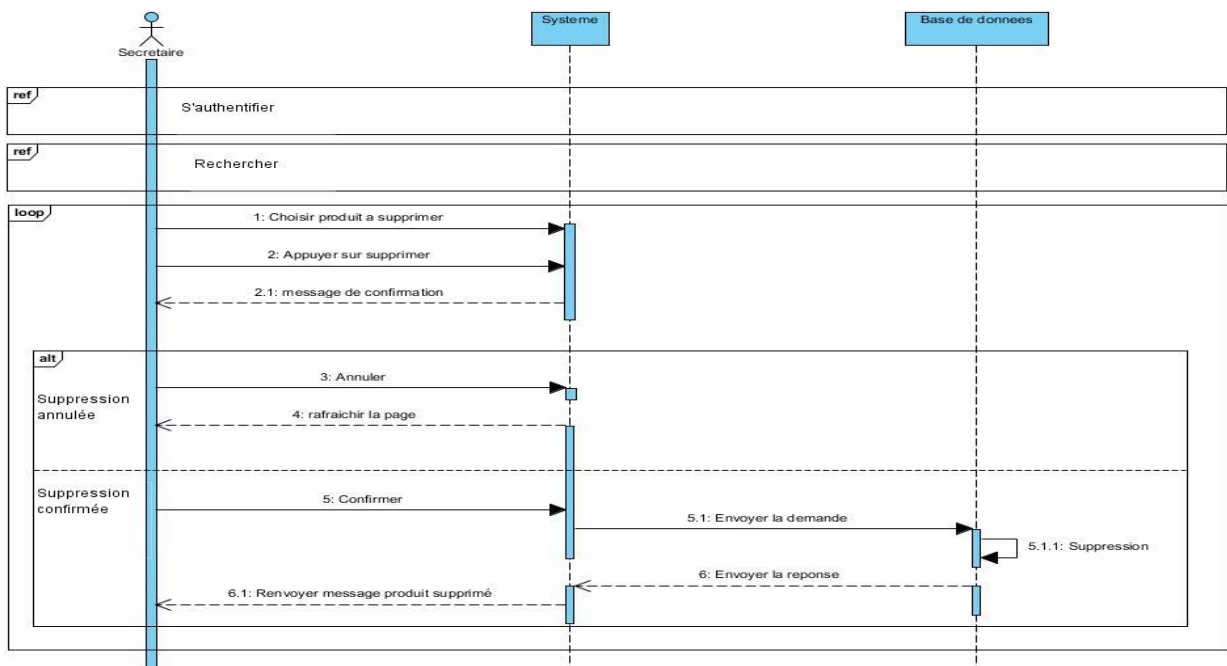 Secretaire
Systeme
Base de donnees
ref
S'authentifier
ref
Rechercher
loop
1: Choisir produit a supprimer
2: Appuyer sur supprimer
2.1: message de confirmation
alt
Suppression
annulée
3: Annuler
4: rafraichir la page
Suppression
confirmée
5: Confirmer
5.1: Envoyer la demande
5.1.1: Suppression
6: Envoyer la reponse
6.1: Renvoyer message produit supprimé